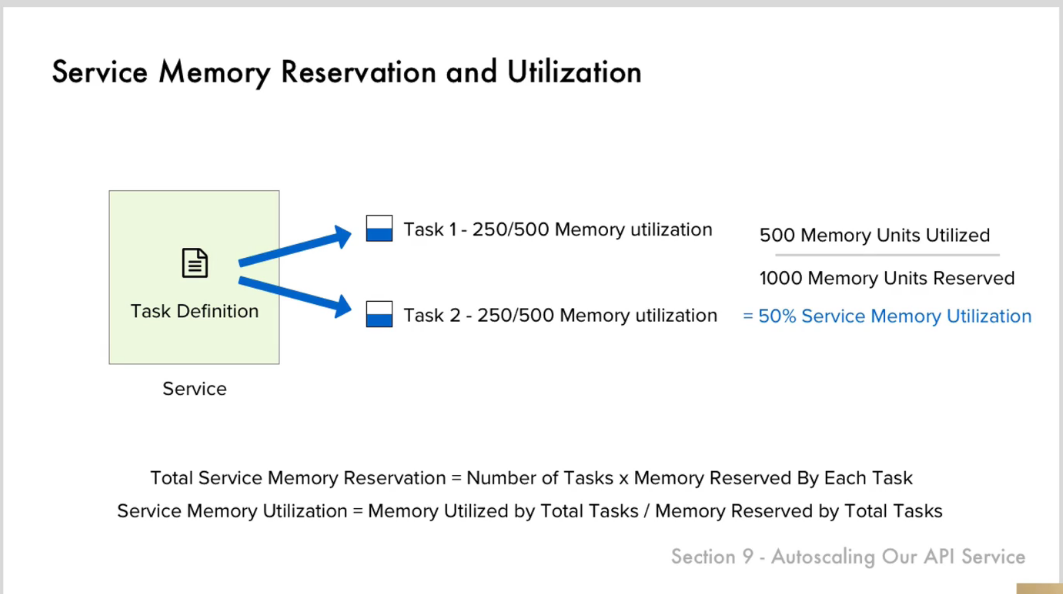 Service Memory Reservation and Utilization
Task 1 - 250/500 Memory utilization
500 Memory Units Utilized
1000 Memory Units Reserved
Task Definition
Task 2 - 250/500 Memory utilization
= 50% Service Memory Utilization
Service
Total Service Memory Reservation = Number of Tasks x Memory Reserved By Each Task
Service Memory Utilization = Memory Utilized by Total Tasks / Memory Reserved by Total Tasks
Section 9 - Autoscaling Our API Service